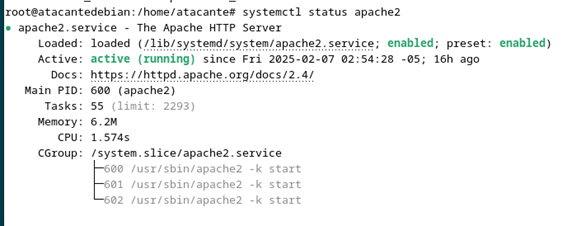 root@atacantedebian:/home/atacante# systemctl status apache2
● apache2.service - The Apache HTTP Server
     Loaded: loaded (/lib/systemd/system/apache2.service; enabled; preset: enabled)
     Active: active (running) since Fri 2025-02-07 02:54:28 -05; 16h ago
       Docs: https://httpd.apache.org/docs/2.4/
   Main PID: 600 (apache2)
      Tasks: 55 (limit: 2293)
     Memory: 6.2M
        CPU: 1.574s
     CGroup: /system.slice/apache2.service
             ├─600 /usr/sbin/apache2 -k start
             ├─601 /usr/sbin/apache2 -k start
             └─602 /usr/sbin/apache2 -k start